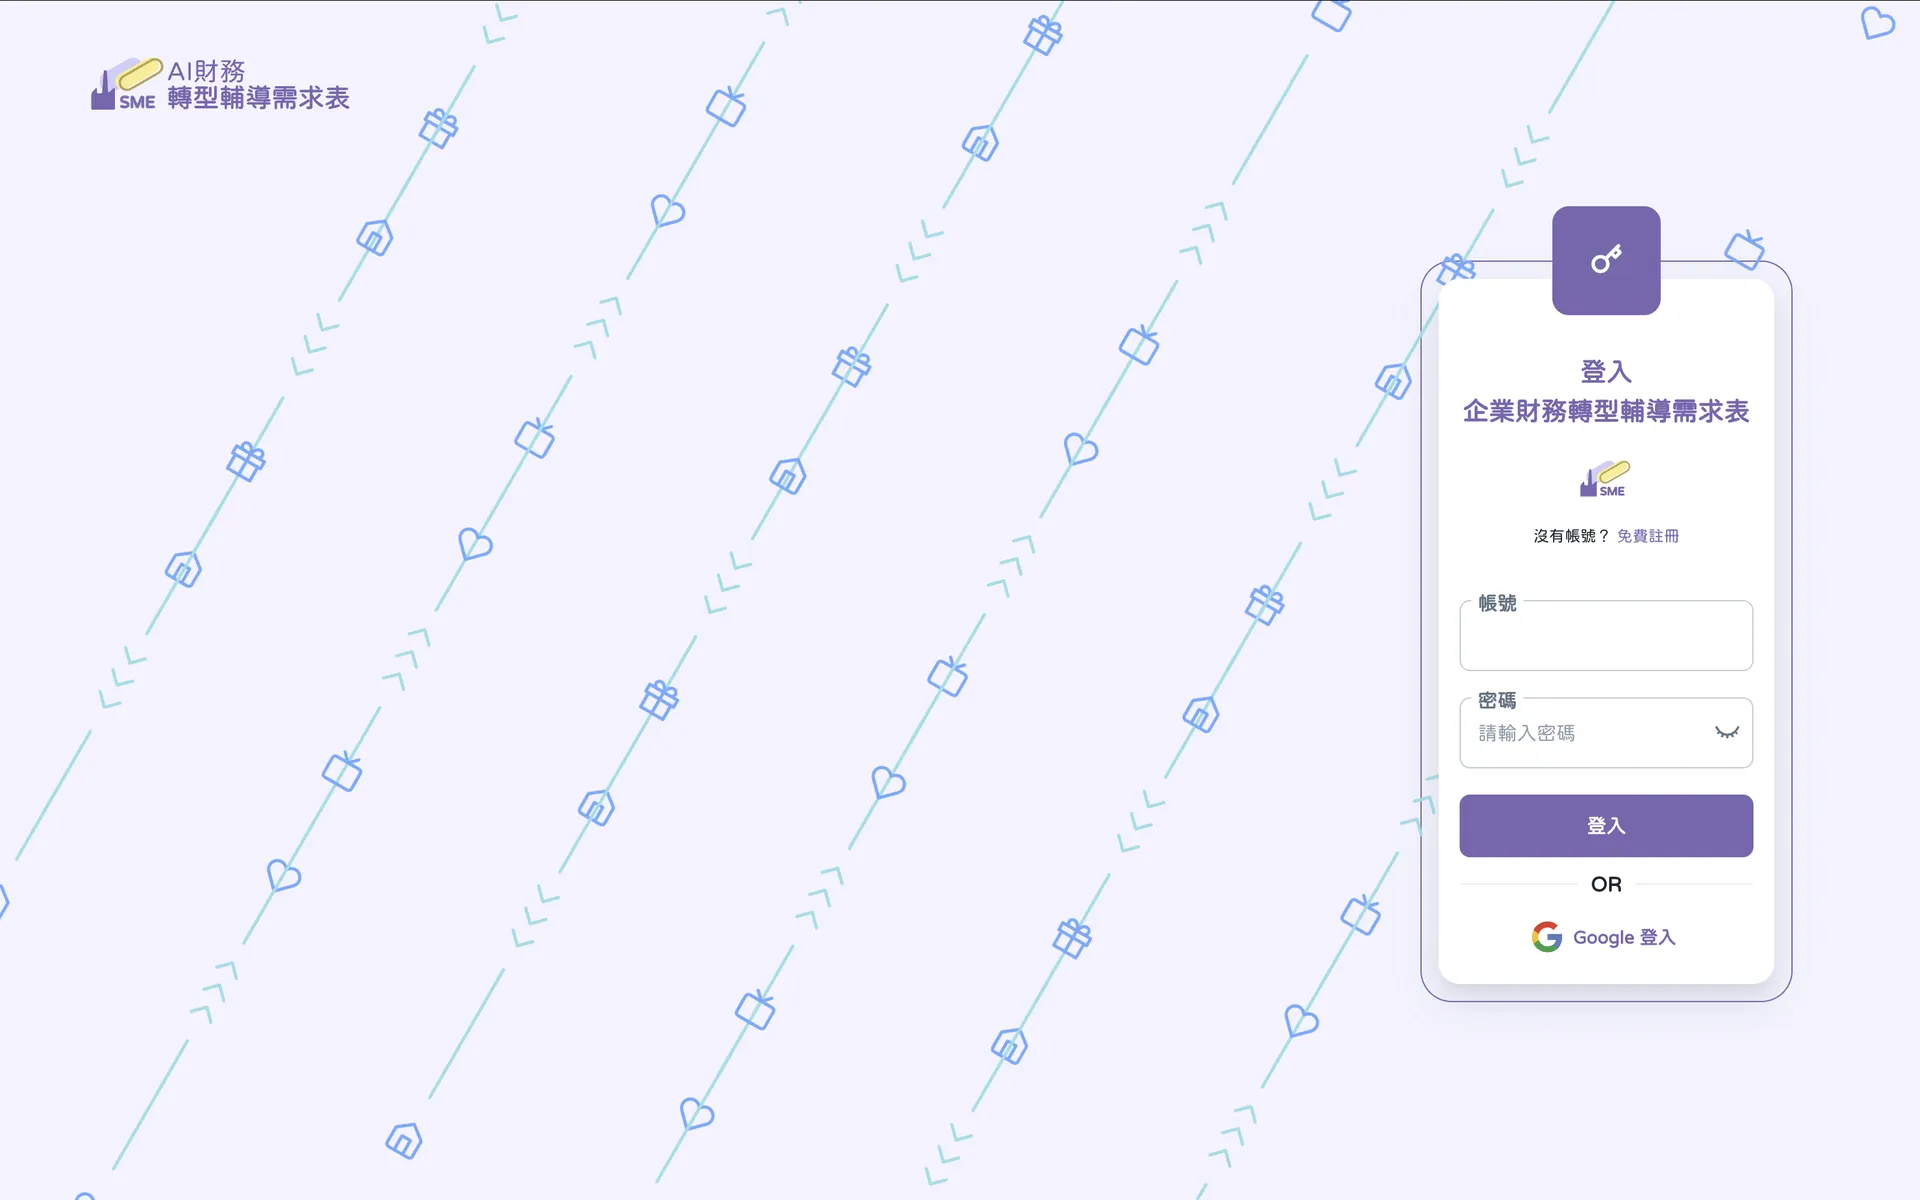 AI財務
SME 轉型輔導需求表
登入
企業財務轉型輔導需求表
SME
沒有帳號？ 免費註冊
帳號
密碼
請輸入密碼
登入
OR
Google 登入